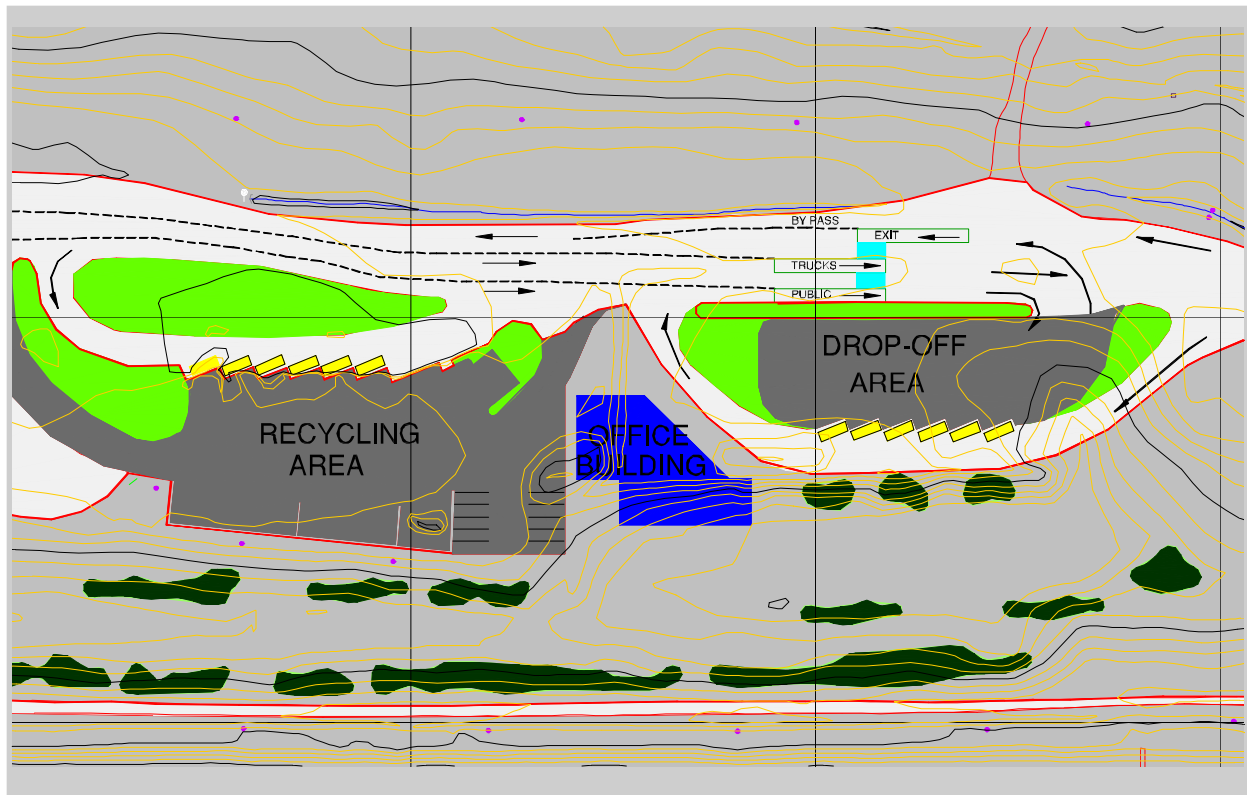 BY PASS
EXIT
TRUCKS
PUBLIC
DROP-OFF
AREA
RECYCLING
AREA
OFFICE
BUILDING